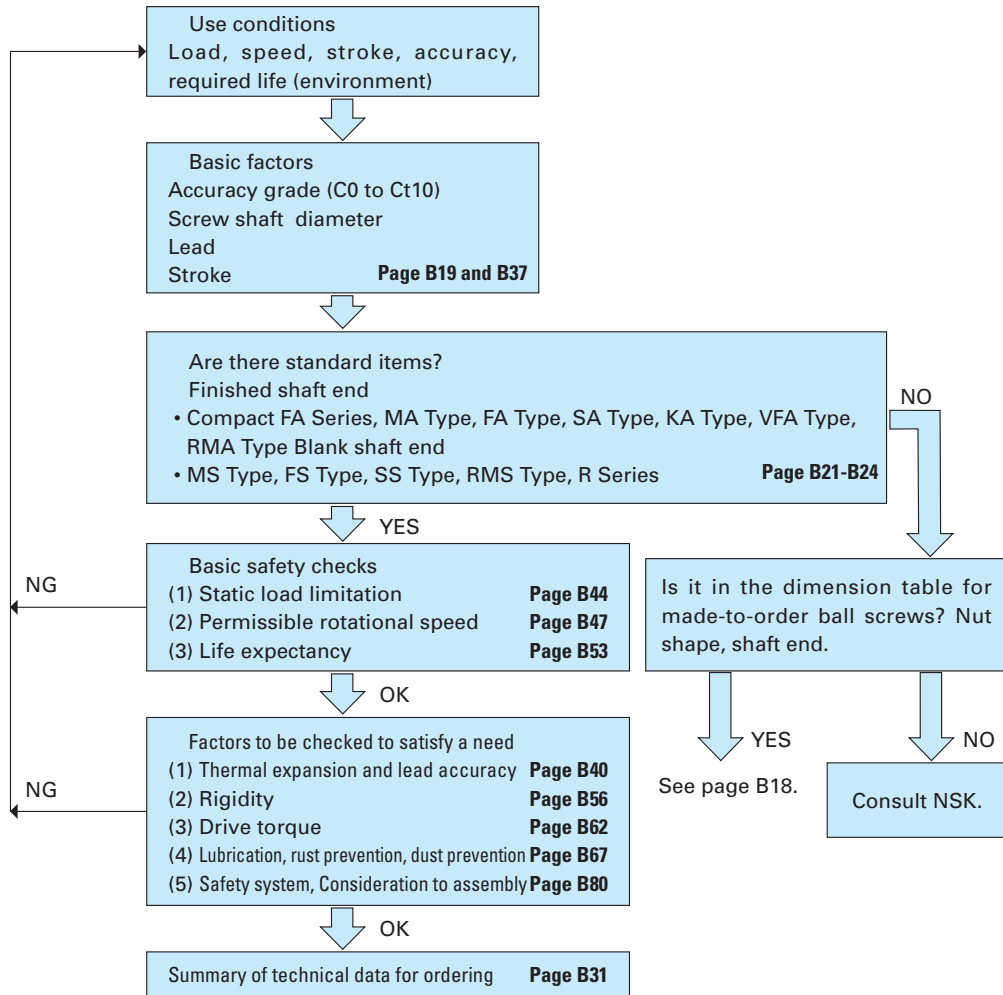 Use conditions
Load, speed, stroke, accuracy,
required life (environment)
Basic factors
Accuracy grade (C0 to Ct10)
Screw shaft diameter
Lead
Stroke Page B19 and B37
Are there standard items?
Finished shaft end
• Compact FA Series, MA Type, FA Type, SA Type, KA Type, VFA Type,
RMA Type Blank shaft end
• MS Type, FS Type, SS Type, RMS Type, R Series Page B21-B24
NO
YES
Basic safety checks
(1) Static load limitation Page B44
(2) Permissible rotational speed Page B47
(3) Life expectancy Page B53
NG
Is it in the dimension table for
made-to-order ball screws? Nut
shape, shaft end.
OK
YES
NO
See page B18.
Consult NSK.
Factors to be checked to satisfy a need
(1) Thermal expansion and lead accuracy Page B40
(2) Rigidity Page B56
(3) Drive torque Page B62
(4) Lubrication, rust prevention, dust prevention Page B67
(5) Safety system, Consideration to assembly Page B80
NG
OK
Summary of technical data for ordering Page B31